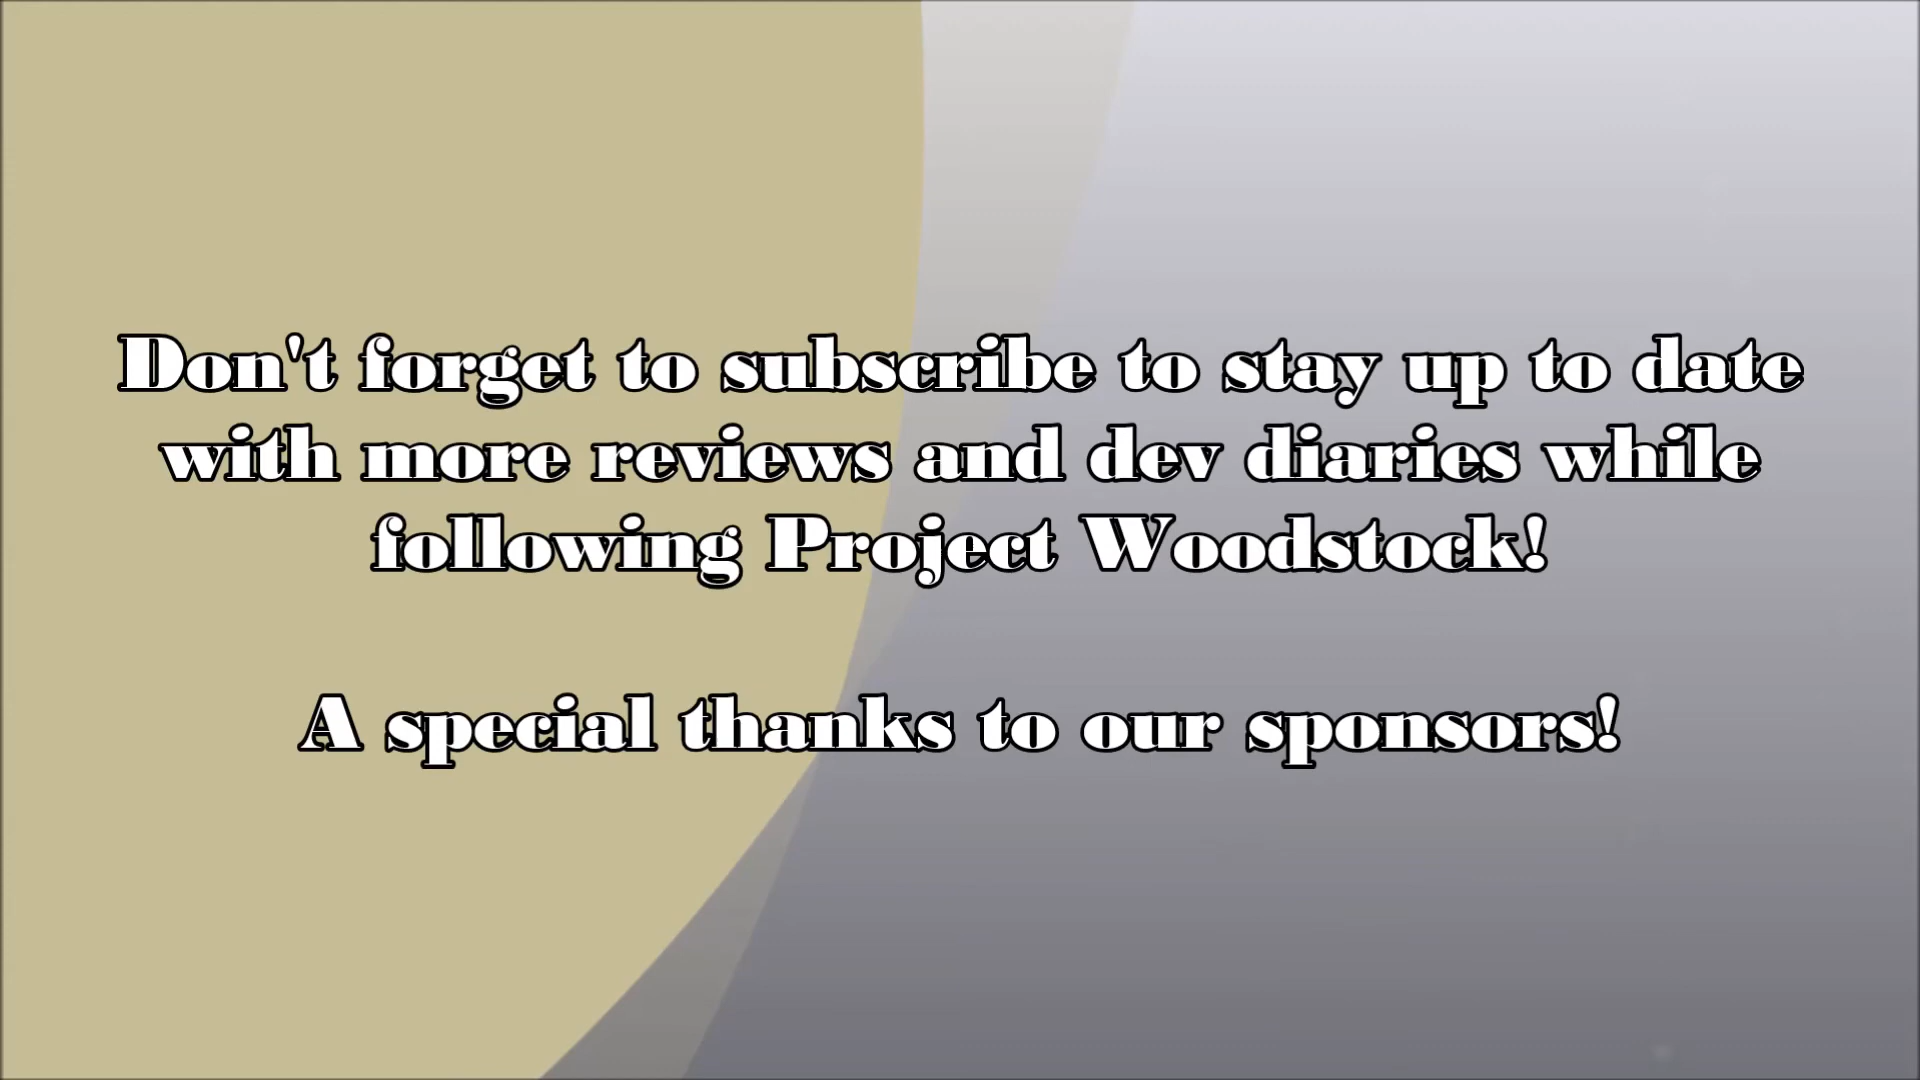 Don't forget to subscribe to stay up to date
with more reviews and dev diaries while
following Project Woodstock!
A special thanks to our sponsors!